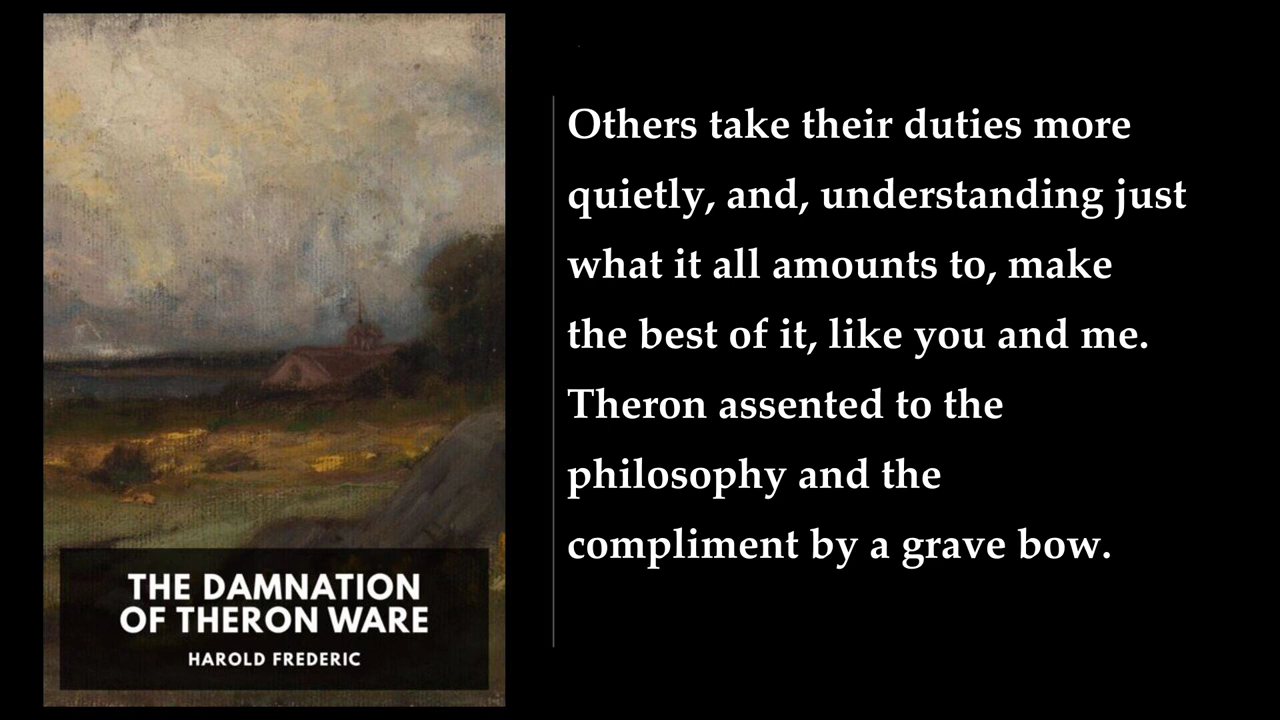 THE DAMNATION
OF THERON WARE
HAROLD FREDERIC
Others take their duties more
quietly, and, understanding just
what it all amounts to, make
the best of it, like you and me.
Theron assented to the
philosophy and the
compliment by a grave bow.